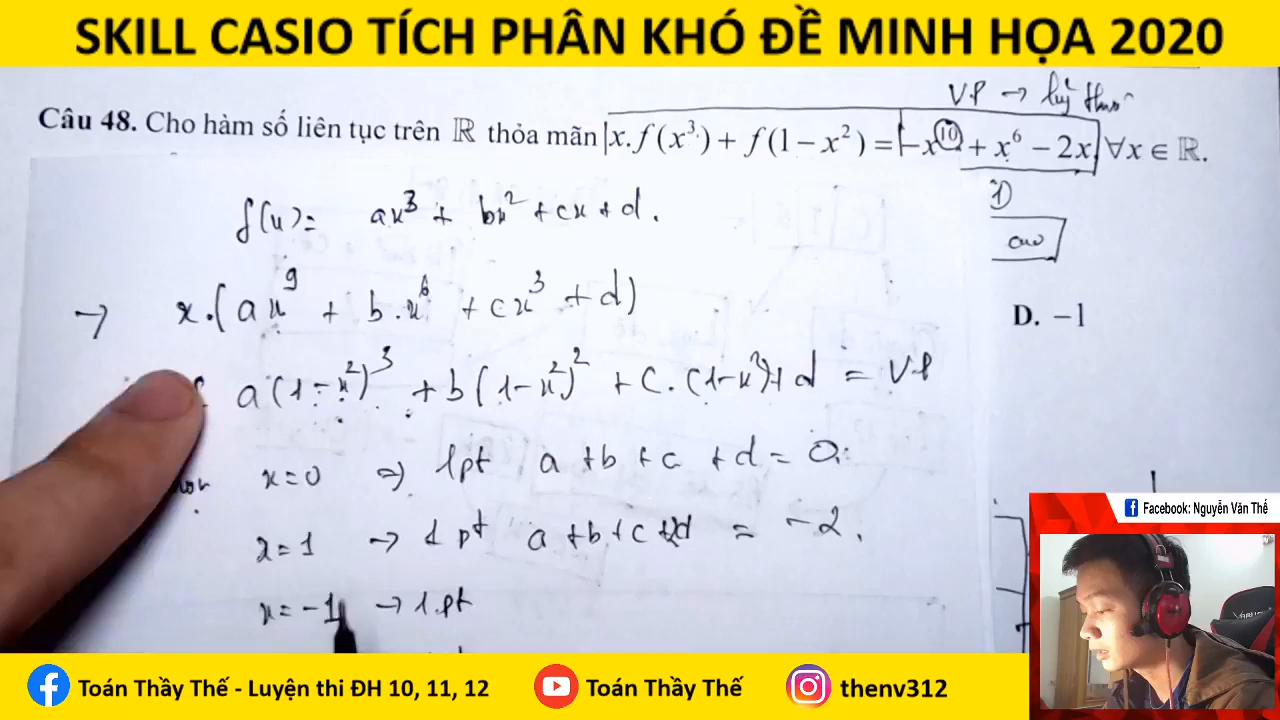 SKILL CASIO TÍCH PHÂN KHÓ ĐỀ MINH HỌA 2020
VP → luỹ
Câu 48. Cho hàm số liên tục trên ℝ thỏa mãn x.f(x³) + f(1 − x²) = −x¹⁰ + x⁶ − 2x, ∀x ∈ ℝ.
f(x) = ax³ + bx² + cx + d.
1)
cao
→ x.(ax⁹ + b.x⁶ + cx³ + d)
D. −1
a(1−x²)³ + b(1−x²)² + C.(1−x²)+d = VP
x=0 ⇒ 1pt a+b+c+d=0.
x=1 → 1 pt a+b+c+2d = −2.
x=−1 → 1.pt
Facebook: Nguyễn Văn Thế
Toán Thầy Thế - Luyện thi ĐH 10, 11, 12
Toán Thầy Thế
thenv312